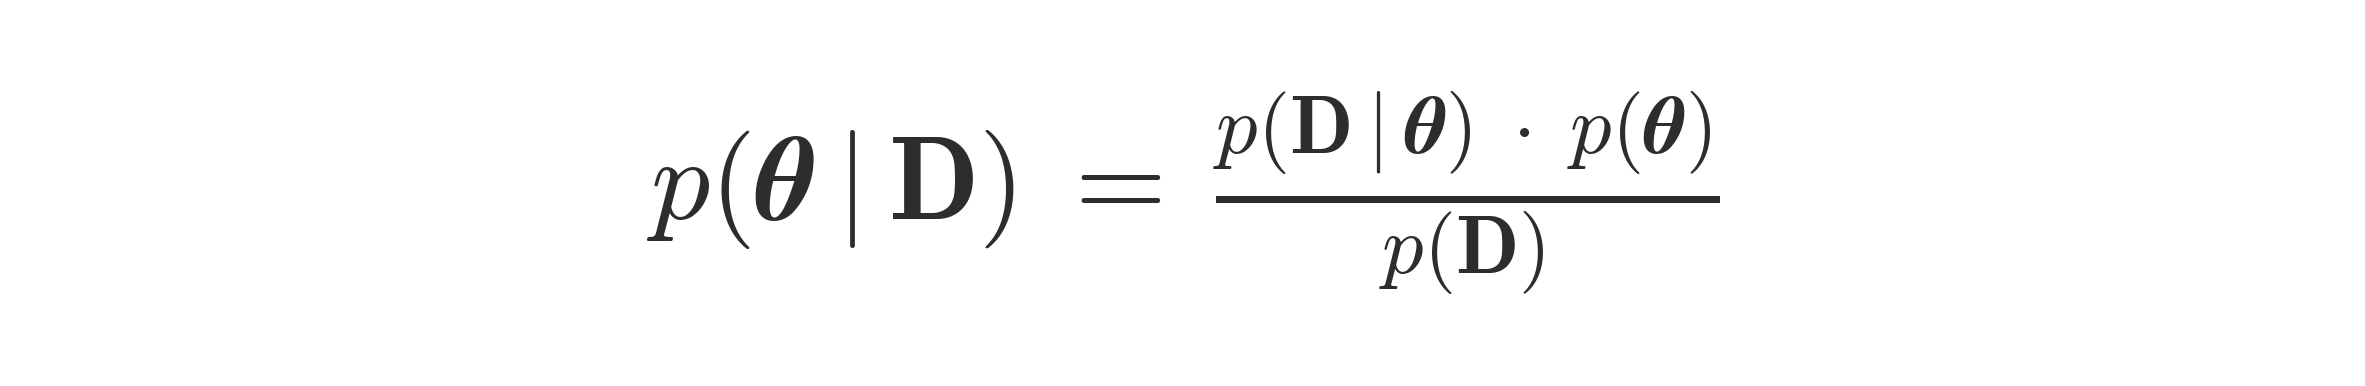 p(𝛉 | 𝐃) = p(𝐃 | 𝛉) · p(𝛉) / p(𝐃)